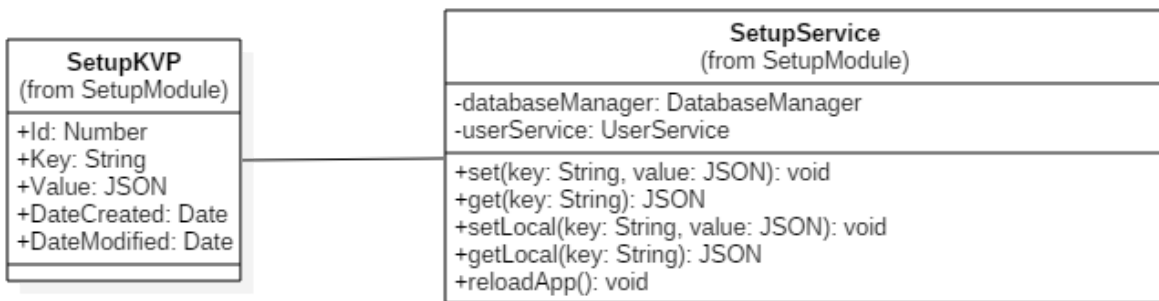 SetupKVP
(from SetupModule)
+Id: Number
+Key: String
+Value: JSON
+DateCreated: Date
+DateModified: Date
SetupService
(from SetupModule)
-databaseManager: DatabaseManager
-userService: UserService
+set(key: String, value: JSON): void
+get(key: String): JSON
+setLocal(key: String, value: JSON): void
+getLocal(key: String): JSON
+reloadApp(): void